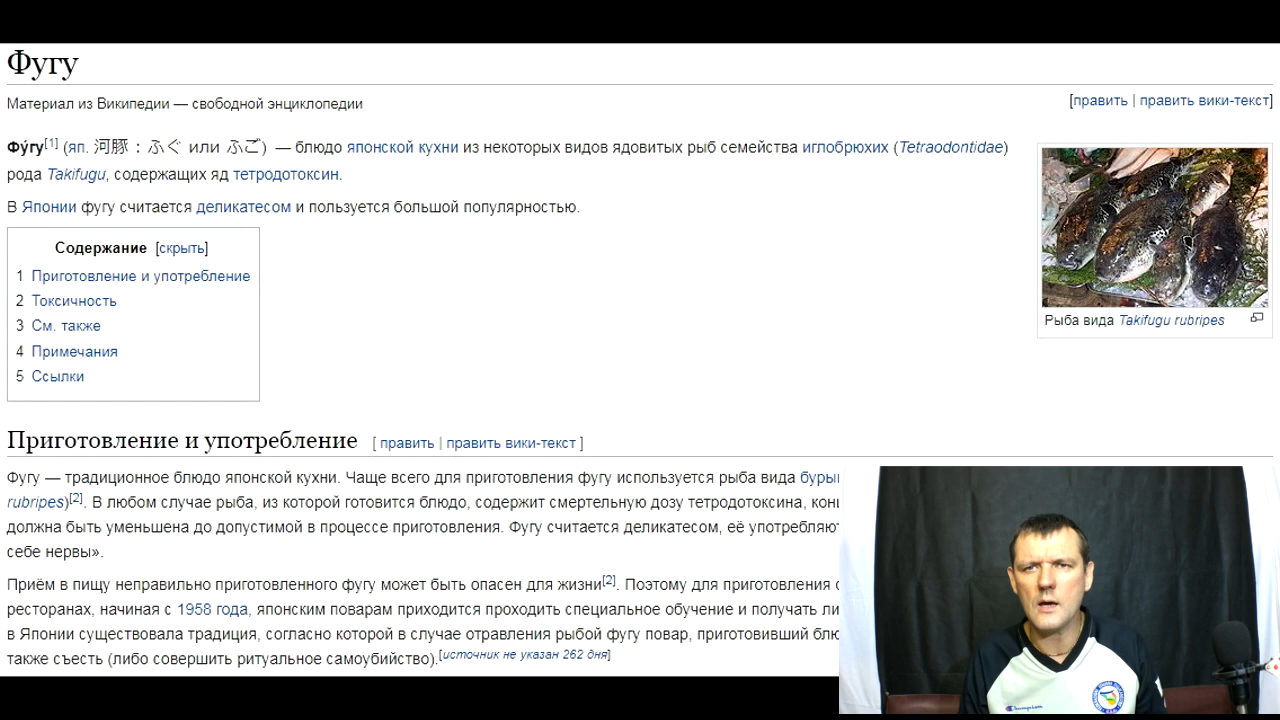 Фугу
Материал из Википедии — свободной энциклопедии
[править | править вики-текст]
Фу́гу[1] (яп. 河豚 : ふぐ или ふご) — блюдо японской кухни из некоторых видов ядовитых рыб семейства иглобрюхих (Tetraodontidae)
рода Takifugu, содержащих яд тетродотоксин.
В Японии фугу считается деликатесом и пользуется большой популярностью.
Рыба вида Takifugu rubripes
Содержание [скрыть]
1 Приготовление и употребление
2 Токсичность
3 См. также
4 Примечания
5 Ссылки
Приготовление и употребление [ править | править вики-текст ]
Фугу — традиционное блюдо японской кухни. Чаще всего для приготовления фугу используется рыба вида
rubripes)[2]. В любом случае рыба, из которой готовится блюдо, содержит смертельную дозу тетродотоксина,
должна быть уменьшена до допустимой в процессе приготовления. Фугу считается деликатесом, её
себе нервы».
Приём в пищу неправильно приготовленного фугу может быть опасен для жизни[2]. Поэтому для приготовления
ресторанах, начиная с 1958 года, японским поварам приходится проходить специальное обучение и получать
в Японии существовала традиция, согласно которой в случае отравления рыбой фугу повар, приготовивший
также съесть (либо совершить ритуальное самоубийство).[источник не указан 262 дня]
Champion